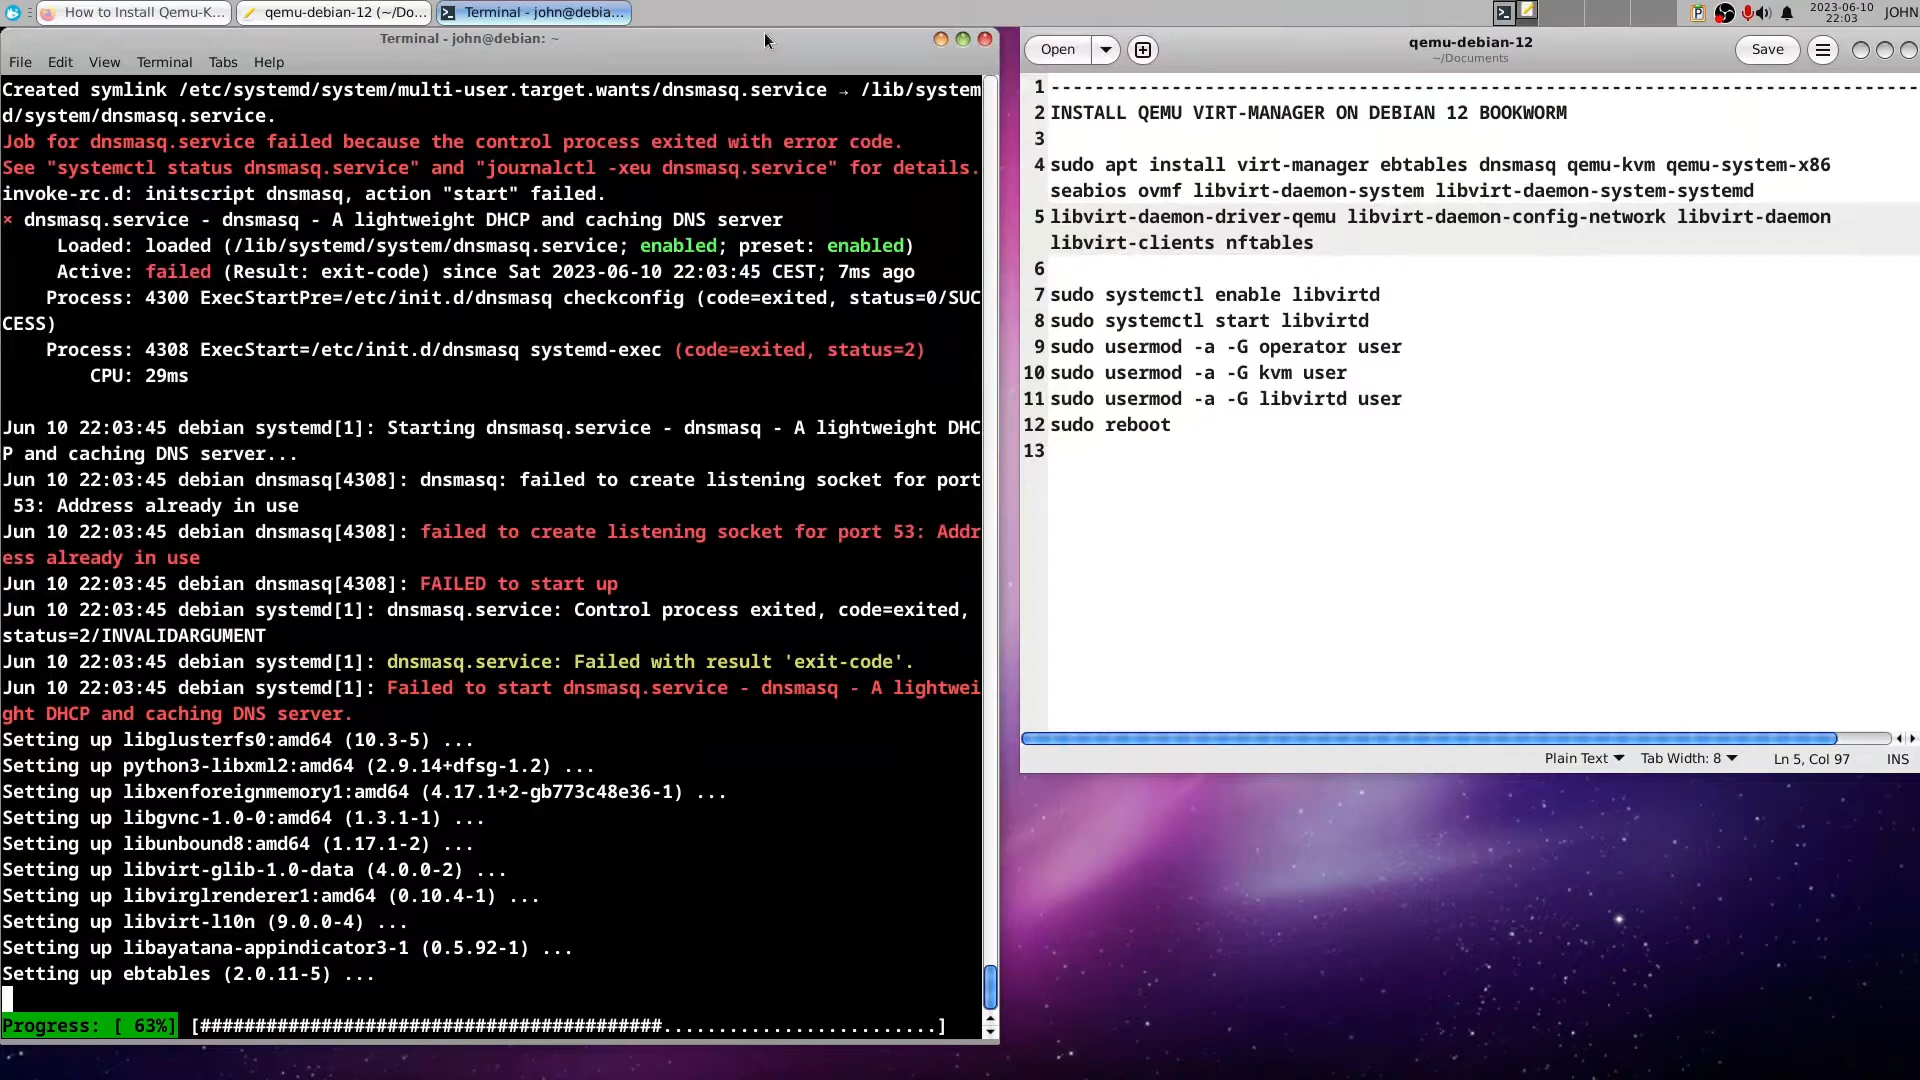 How to Install Qemu-K...
qemu-debian-12 (~/Do...
Terminal - john@debia...
2023-06-10
22:03
JOHN
Terminal - john@debian: ~
File Edit View Terminal Tabs Help
Created symlink /etc/systemd/system/multi-user.target.wants/dnsmasq.service → /lib/system
d/system/dnsmasq.service.
Job for dnsmasq.service failed because the control process exited with error code.
See "systemctl status dnsmasq.service" and "journalctl -xeu dnsmasq.service" for details.
invoke-rc.d: initscript dnsmasq, action "start" failed.
× dnsmasq.service - dnsmasq - A lightweight DHCP and caching DNS server
Loaded: loaded (/lib/systemd/system/dnsmasq.service; enabled; preset: enabled)
Active: failed (Result: exit-code) since Sat 2023-06-10 22:03:45 CEST; 7ms ago
Process: 4300 ExecStartPre=/etc/init.d/dnsmasq checkconfig (code=exited, status=0/SUC
CESS)
Process: 4308 ExecStart=/etc/init.d/dnsmasq systemd-exec (code=exited, status=2)
CPU: 29ms
Jun 10 22:03:45 debian systemd[1]: Starting dnsmasq.service - dnsmasq - A lightweight DHC
P and caching DNS server...
Jun 10 22:03:45 debian dnsmasq[4308]: dnsmasq: failed to create listening socket for port
53: Address already in use
Jun 10 22:03:45 debian dnsmasq[4308]: failed to create listening socket for port 53: Addr
ess already in use
Jun 10 22:03:45 debian dnsmasq[4308]: FAILED to start up
Jun 10 22:03:45 debian systemd[1]: dnsmasq.service: Control process exited, code=exited,
status=2/INVALIDARGUMENT
Jun 10 22:03:45 debian systemd[1]: dnsmasq.service: Failed with result 'exit-code'.
Jun 10 22:03:45 debian systemd[1]: Failed to start dnsmasq.service - dnsmasq - A lightwei
ght DHCP and caching DNS server.
Setting up libglusterfs0:amd64 (10.3-5) ...
Setting up python3-libxml2:amd64 (2.9.14+dfsg-1.2) ...
Setting up libxenforeignmemory1:amd64 (4.17.1+2-gb773c48e36-1) ...
Setting up libgvnc-1.0-0:amd64 (1.3.1-1) ...
Setting up libunbound8:amd64 (1.17.1-2) ...
Setting up libvirt-glib-1.0-data (4.0.0-2) ...
Setting up libvirglrenderer1:amd64 (0.10.4-1) ...
Setting up libvirt-l10n (9.0.0-4) ...
Setting up libayatana-appindicator3-1 (0.5.92-1) ...
Setting up ebtables (2.0.11-5) ...
Progress: [ 63%] [##########################################.........................]
Open
qemu-debian-12
~/Documents
Save
1 -------------------------------------------------------------------------------
2 INSTALL QEMU VIRT-MANAGER ON DEBIAN 12 BOOKWORM
3
4 sudo apt install virt-manager ebtables dnsmasq qemu-kvm qemu-system-x86
seabios ovmf libvirt-daemon-system libvirt-daemon-system-systemd
5 libvirt-daemon-driver-qemu libvirt-daemon-config-network libvirt-daemon
libvirt-clients nftables
6
7 sudo systemctl enable libvirtd
8 sudo systemctl start libvirtd
9 sudo usermod -a -G operator user
10 sudo usermod -a -G kvm user
11 sudo usermod -a -G libvirtd user
12 sudo reboot
13
Plain Text Tab Width: 8 Ln 5, Col 97 INS